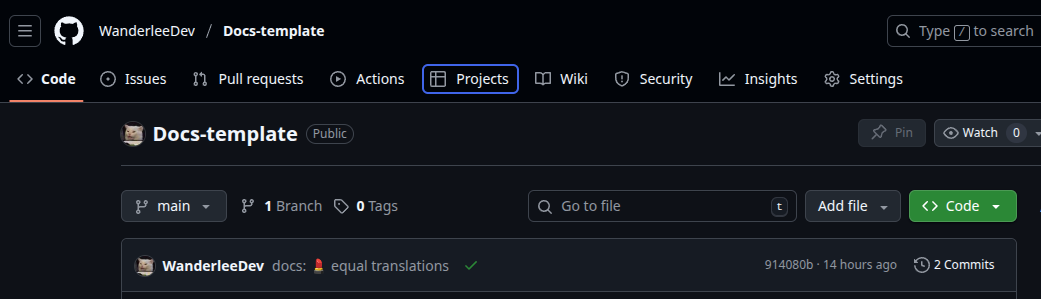 WanderleeDev / Docs-template Type / to search
Code Issues Pull requests Actions Projects Wiki Security Insights Settings
Docs-template Public Pin Watch 0
main 1 Branch 0 Tags Go to file t Add file Code
WanderleeDev docs: 💄 equal translations 914080b · 14 hours ago 2 Commits